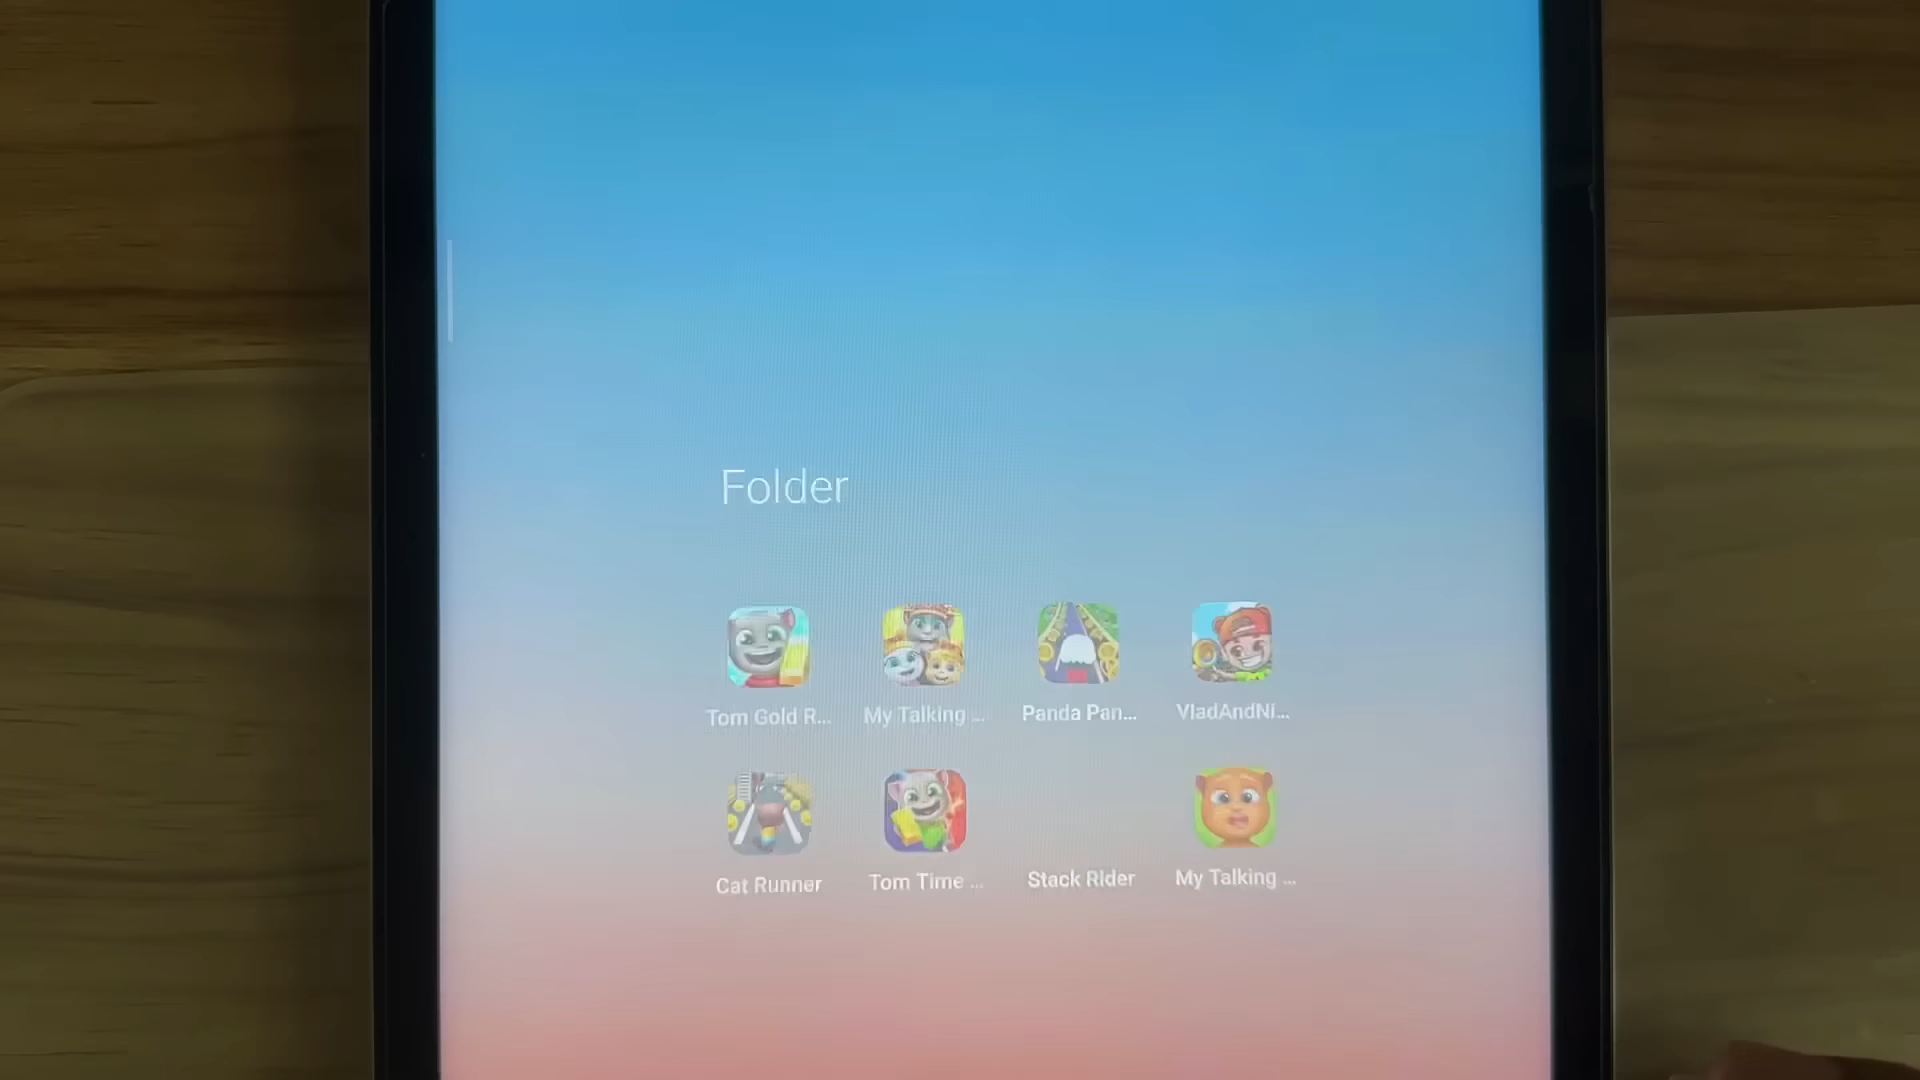 Folder
Tom Gold R...
My Talking ...
Panda Pan...
VladAndNi...
Cat Runner
Tom Time ...
Stack Rider
My Talking ...